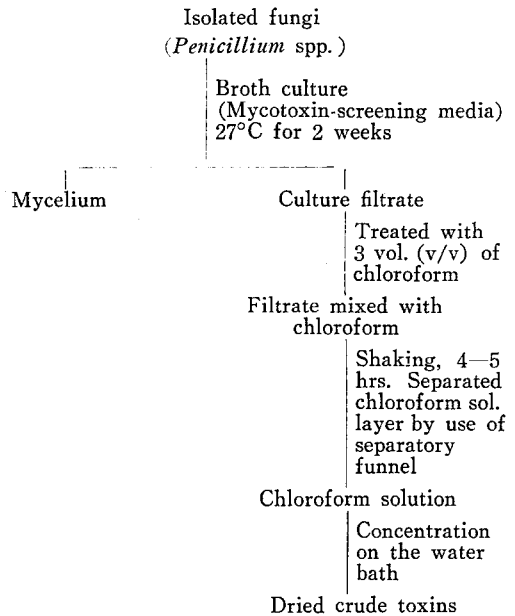 Isolated fungi
(Penicillium spp.)
Broth culture
(Mycotoxin-screening media)
27°C for 2 weeks
Mycelium
Culture filtrate
Treated with
3 vol. (v/v) of
chloroform
Filtrate mixed with
chloroform
Shaking, 4—5
hrs. Separated
chloroform sol.
layer by use of
separatory
funnel
Chloroform solution
Concentration
on the water
bath
Dried crude toxins